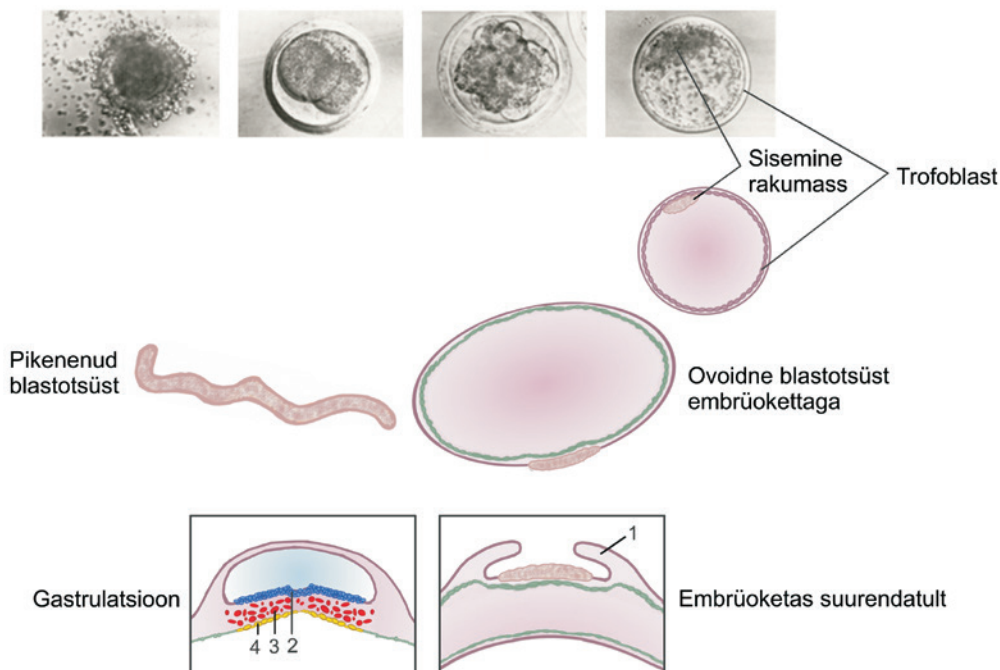 Sisemine
rakumass
Trofoblast
Pikenenud
blastotsüst
Ovoidne blastotsüst
embrüokettaga
1
Gastrulatsioon
4 3 2
Embrüoketas suurendatult